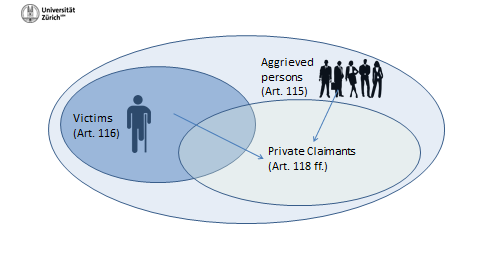 Universität
Zürich
Aggrieved
persons
(Art. 115)
Victims
(Art. 116)
Private Claimants
(Art. 118 ff.)